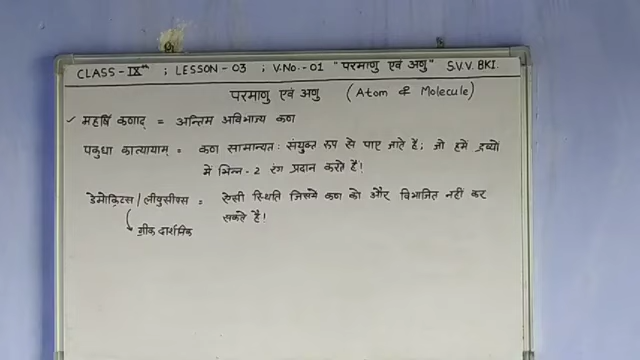 CLASS - IXth ; LESSON - 03 ; V.No. - 01 "परमाणु एवं अणु" S.V.V. BKI.
परमाणु एवं अणु (Atom & Molecule)
महर्षि कणाद् = अन्तिम अविभाज्य कण
पकुधा कात्यायाम् = कण सामान्यतः संयुक्त रुप से पाए जाते है; जो हमें द्रव्यो
में भिन्न-2 रंग प्रदान करते है!
डेमोक्रिटस / लीयुसीपस = ऐसी स्थिति जिसमे कण को और विभाजित नहीं कर
सकते है!
ग्रीक दार्शनिक